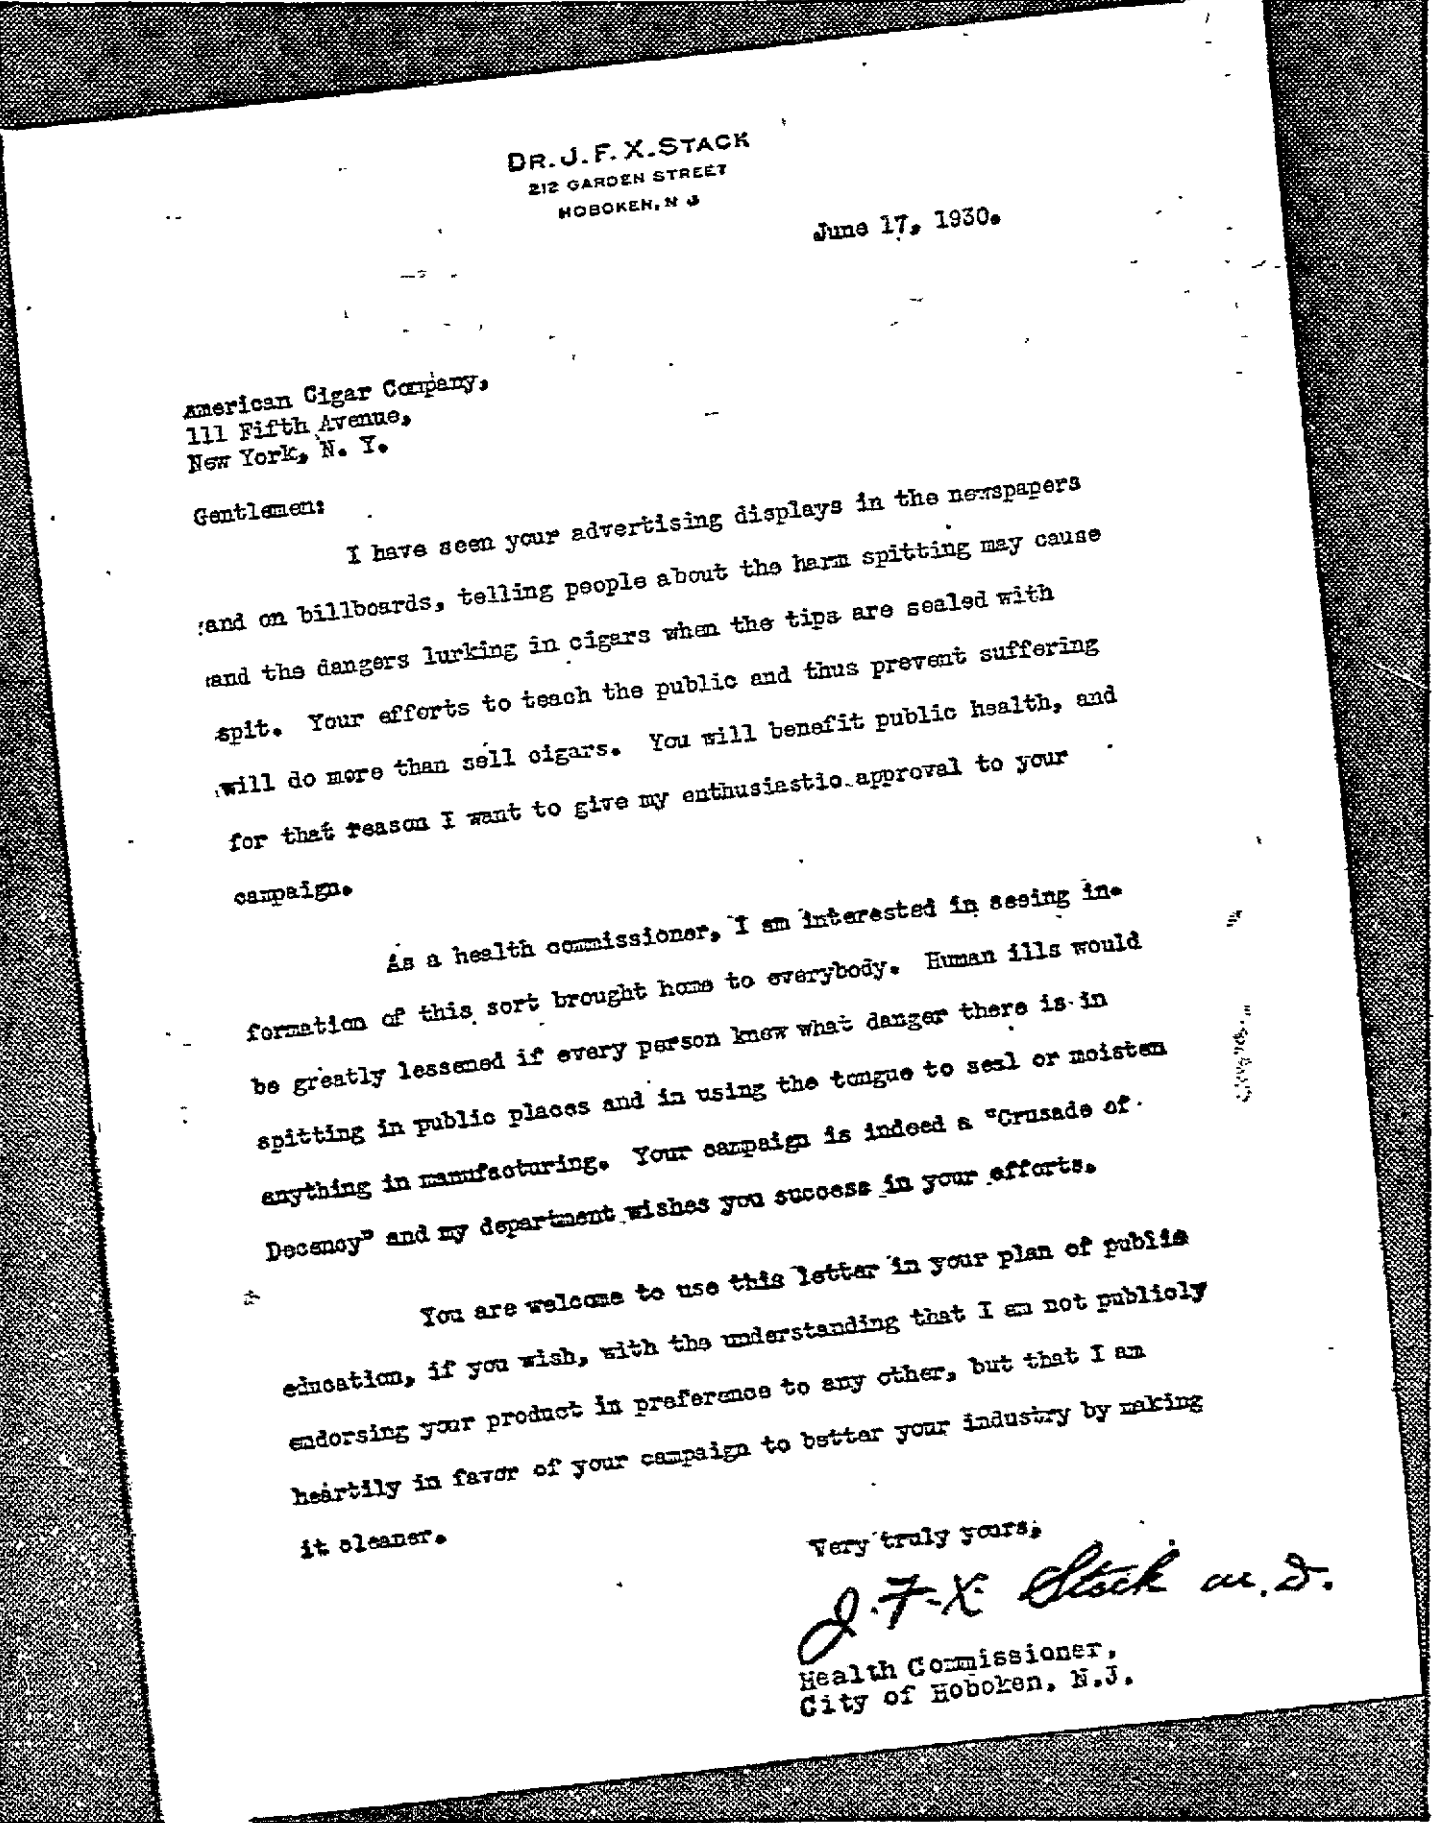 DR. J. F. X. STACK
212 GARDEN STREET
HOBOKEN, N J
June 17, 1930.
American Cigar Company,
111 Fifth Avenue,
New York, N. Y.
Gentlemen:
I have seen your advertising displays in the newspapers
and on billboards, telling people about the harm spitting may cause
and the dangers lurking in cigars when the tips are sealed with
spit. Your efforts to teach the public and thus prevent suffering
will do more than sell cigars. You will benefit public health, and
for that reason I want to give my enthusiastic approval to your
campaign.
As a health commissioner, I am interested in seeing in-
formation of this sort brought home to everybody. Human ills would
be greatly lessened if every person knew what danger there is in
spitting in public places and in using the tongue to seal or moisten
anything in manufacturing. Your campaign is indeed a "Crusade of
Decency" and my department wishes you success in your efforts.
You are welcome to use this letter in your plan of public
education, if you wish, with the understanding that I am not publicly
endorsing your product in preference to any other, but that I am
heartily in favor of your campaign to better your industry by making
it cleaner.
Very truly yours,
J. F. X. Stack M. D.
Health Commissioner,
City of Hoboken, N.J.